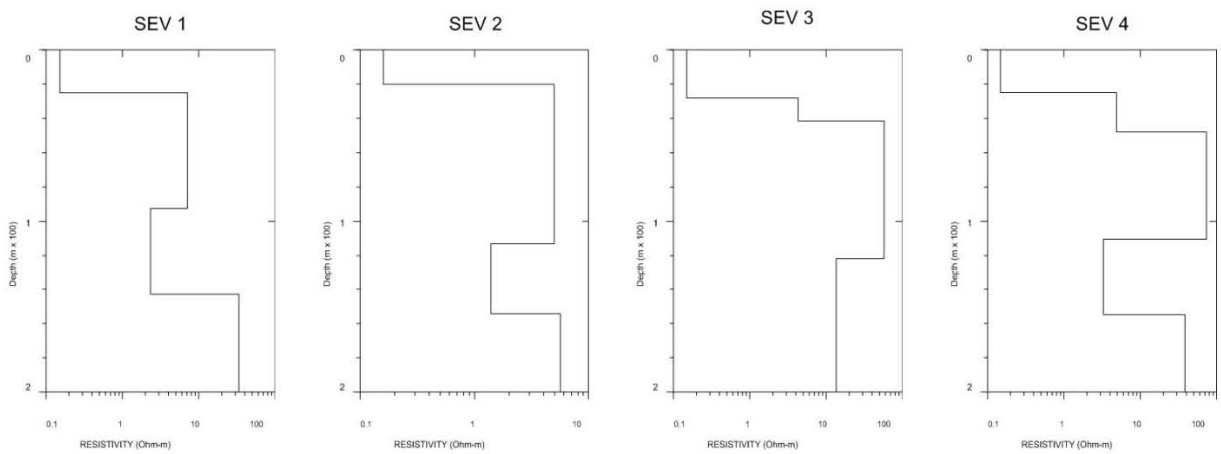 SEV 1
0
1
2
Depth (m x 100)
0.1 1 10 100
RESISTIVITY (Ohm-m)
SEV 2
0
1
2
Depth (m x 100)
0.1 1 10
RESISTIVITY (Ohm-m)
SEV 3
0
1
2
Depth (m x 100)
0.1 1 10 100
RESISTIVITY (Ohm-m)
SEV 4
0
1
2
Depth (m x 100)
0.1 1 10 100
RESISTIVITY (Ohm-m)